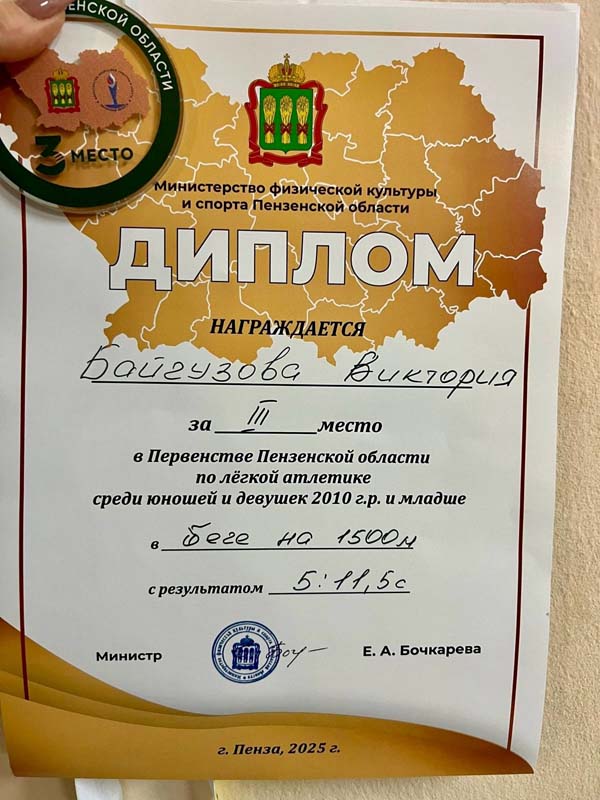 ПЕНЗЕНСКОЙ ОБЛАСТИ
3 МЕСТО
Министерство физической культуры
и спорта Пензенской области
ДИПЛОМ
НАГРАЖДАЕТСЯ
Байгузова Виктория
за III место
в Первенстве Пензенской области
по лёгкой атлетике
среди юношей и девушек 2010 г.р. и младше
в беге на 1500м
с результатом 5:11,5с
Министр Е. А. Бочкарева
г. Пенза, 2025 г.